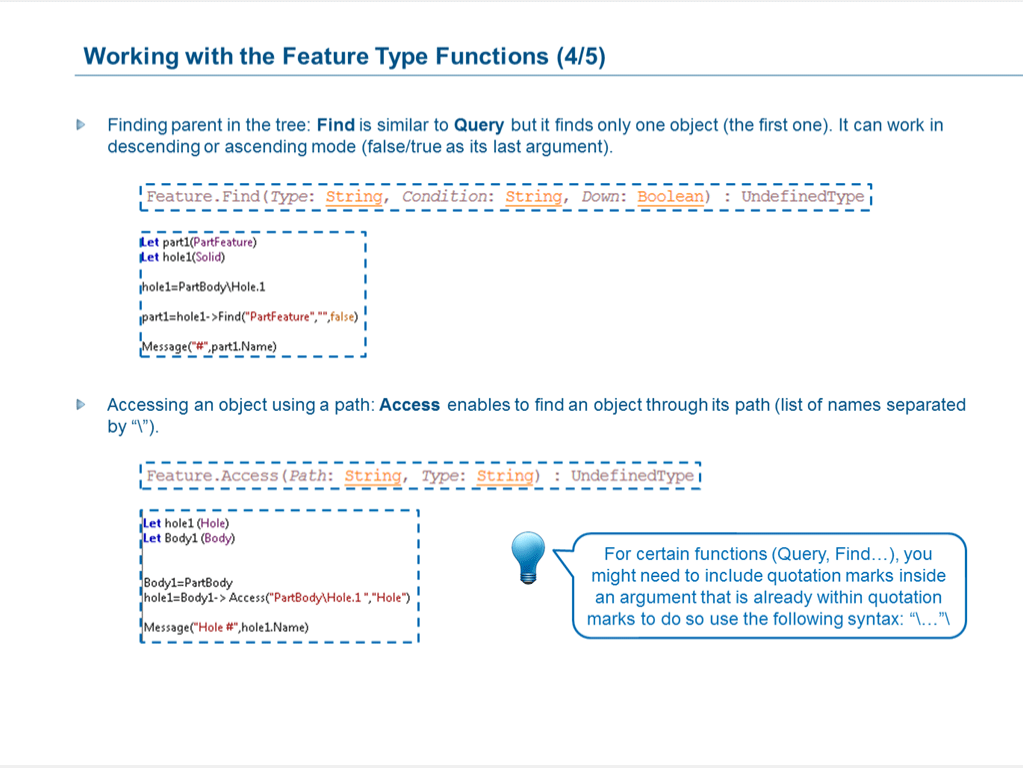 Working with the Feature Type Functions (4/5)
Finding parent in the tree: Find is similar to Query but it finds only one object (the first one). It can work in
descending or ascending mode (false/true as its last argument).
Feature.Find(Type: String, Condition: String, Down: Boolean) : UndefinedType
Let part1(PartFeature)
Let hole1(Solid)
hole1=PartBody\Hole.1
part1=hole1->Find("PartFeature","",false)
Message("#",part1.Name)
Accessing an object using a path: Access enables to find an object through its path (list of names separated
by “\”).
Feature.Access(Path: String, Type: String) : UndefinedType
Let hole1 (Hole)
Let Body1 (Body)
Body1=PartBody
hole1=Body1-> Access("PartBody\Hole.1 ","Hole")
Message("Hole #",hole1.Name)
For certain functions (Query, Find…), you
might need to include quotation marks inside
an argument that is already within quotation
marks to do so use the following syntax: “\…”\